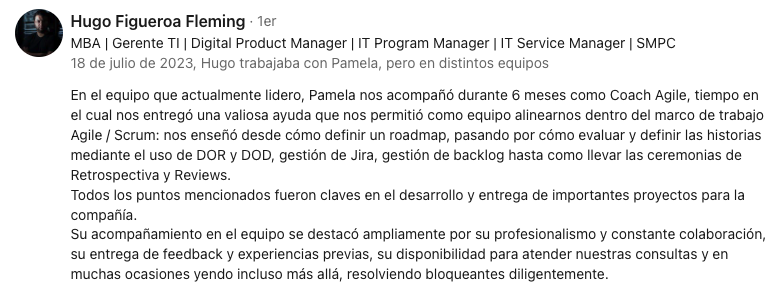 Hugo Figueroa Fleming · 1er
MBA | Gerente TI | Digital Product Manager | IT Program Manager | IT Service Manager | SMPC
18 de julio de 2023, Hugo trabajaba con Pamela, pero en distintos equipos
En el equipo que actualmente lidero, Pamela nos acompañó durante 6 meses como Coach Agile, tiempo en
el cual nos entregó una valiosa ayuda que nos permitió como equipo alinearnos dentro del marco de trabajo
Agile / Scrum: nos enseñó desde cómo definir un roadmap, pasando por cómo evaluar y definir las historias
mediante el uso de DOR y DOD, gestión de Jira, gestión de backlog hasta como llevar las ceremonias de
Retrospectiva y Reviews.
Todos los puntos mencionados fueron claves en el desarrollo y entrega de importantes proyectos para la
compañía.
Su acompañamiento en el equipo se destacó ampliamente por su profesionalismo y constante colaboración,
su entrega de feedback y experiencias previas, su disponibilidad para atender nuestras consultas y en
muchas ocasiones yendo incluso más allá, resolviendo bloqueantes diligentemente.